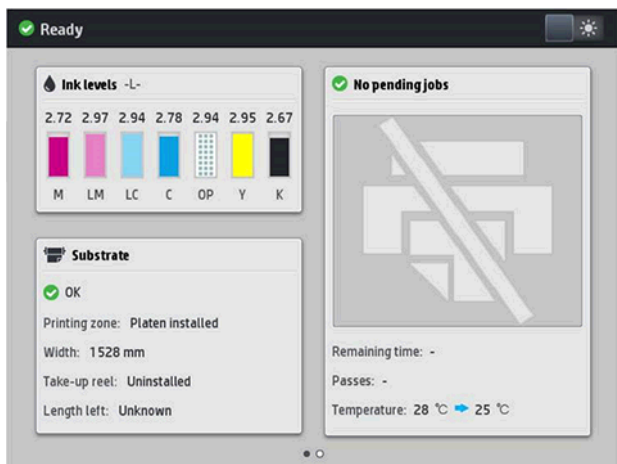 Ready
Ink levels -L-
2.72 2.97 2.94 2.78 2.94 2.95 2.67
M LM LC C OP Y K
Substrate
OK
Printing zone: Platen installed
Width: 1528 mm
Take-up reel: Uninstalled
Length left: Unknown
No pending jobs
Remaining time: -
Passes: -
Temperature: 28 °C 25 °C